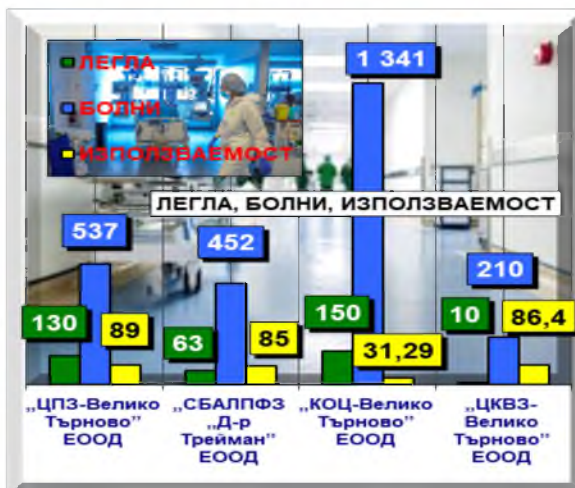 ЛЕГЛА
БОЛНИ
ИЗПОЛЗВАЕМОСТ
1 341
ЛЕГЛА, БОЛНИ, ИЗПОЛЗВАЕМОСТ
537
452
210
130
89
63
85
150
31,29
10
86,4
„ЦПЗ-Велико
Търново”
ЕООД
„СБАЛПФЗ
„Д-р
Трейман”
ЕООД
„КОЦ-Велико
Търново”
ЕООД
„ЦКВЗ-
Велико
Търново”
ЕООД